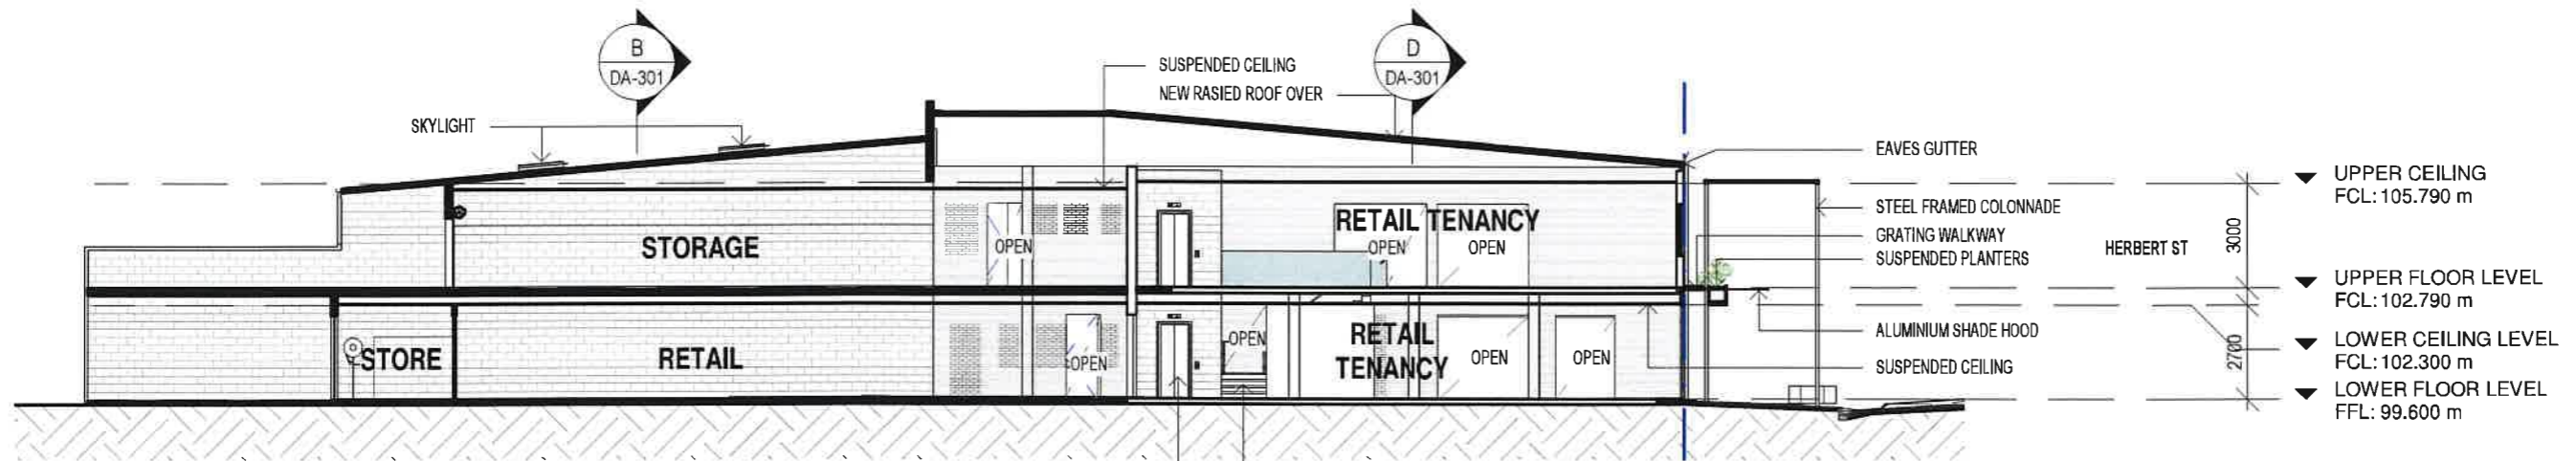 B
DA-301
D
DA-301
SUSPENDED CEILING
NEW RASIED ROOF OVER
SKYLIGHT
EAVES GUTTER
UPPER CEILING
FCL: 105.790 m
STEEL FRAMED COLONNADE
GRATING WALKWAY
SUSPENDED PLANTERS
HERBERT ST
3000
RETAIL TENANCY
OPEN
OPEN
OPEN
STORAGE
UPPER FLOOR LEVEL
FCL: 102.790 m
ALUMINIUM SHADE HOOD
LOWER CEILING LEVEL
FCL: 102.300 m
SUSPENDED CEILING
2700
LOWER FLOOR LEVEL
FFL: 99.600 m
STORE
RETAIL
OPEN
OPEN
RETAIL
TENANCY
OPEN
OPEN